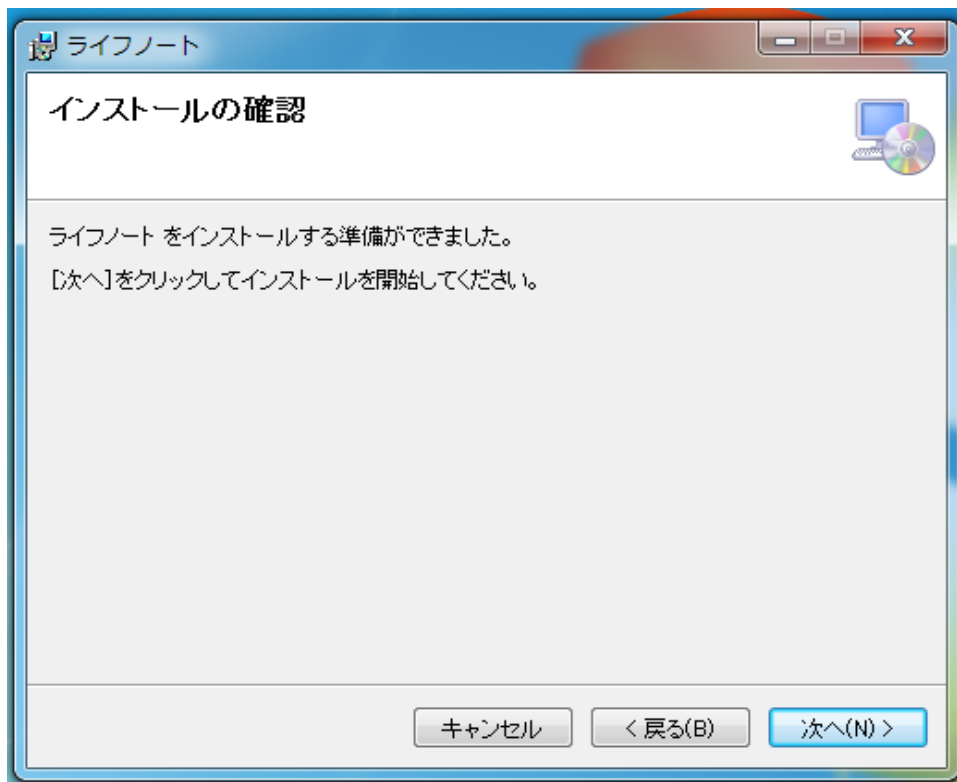 ライフノート
インストールの確認
ライフノート をインストールする準備ができました。
[次へ]をクリックしてインストールを開始してください。
キャンセル
< 戻る(B)
次へ(N) >